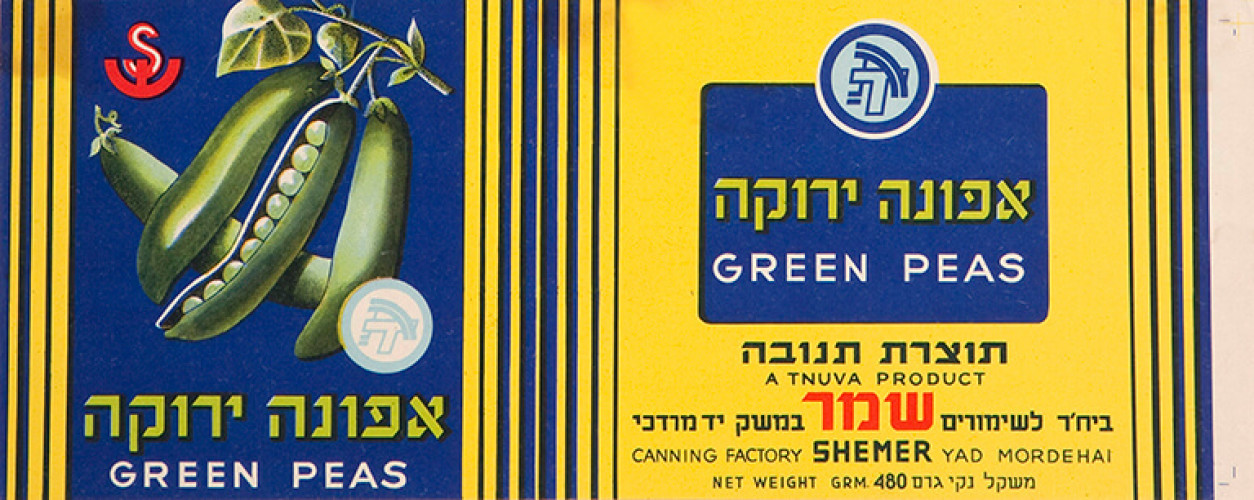 אפונה ירוקה
GREEN PEAS
אפונה ירוקה
GREEN PEAS
תוצרת תנובה
A TNUVA PRODUCT
ביח'ר לשימורים שמר במשק יד מרדכי
CANNING FACTORY SHEMER YAD MORDEHAI
NET WEIGHT GRM. 480 משקל נקי גרם